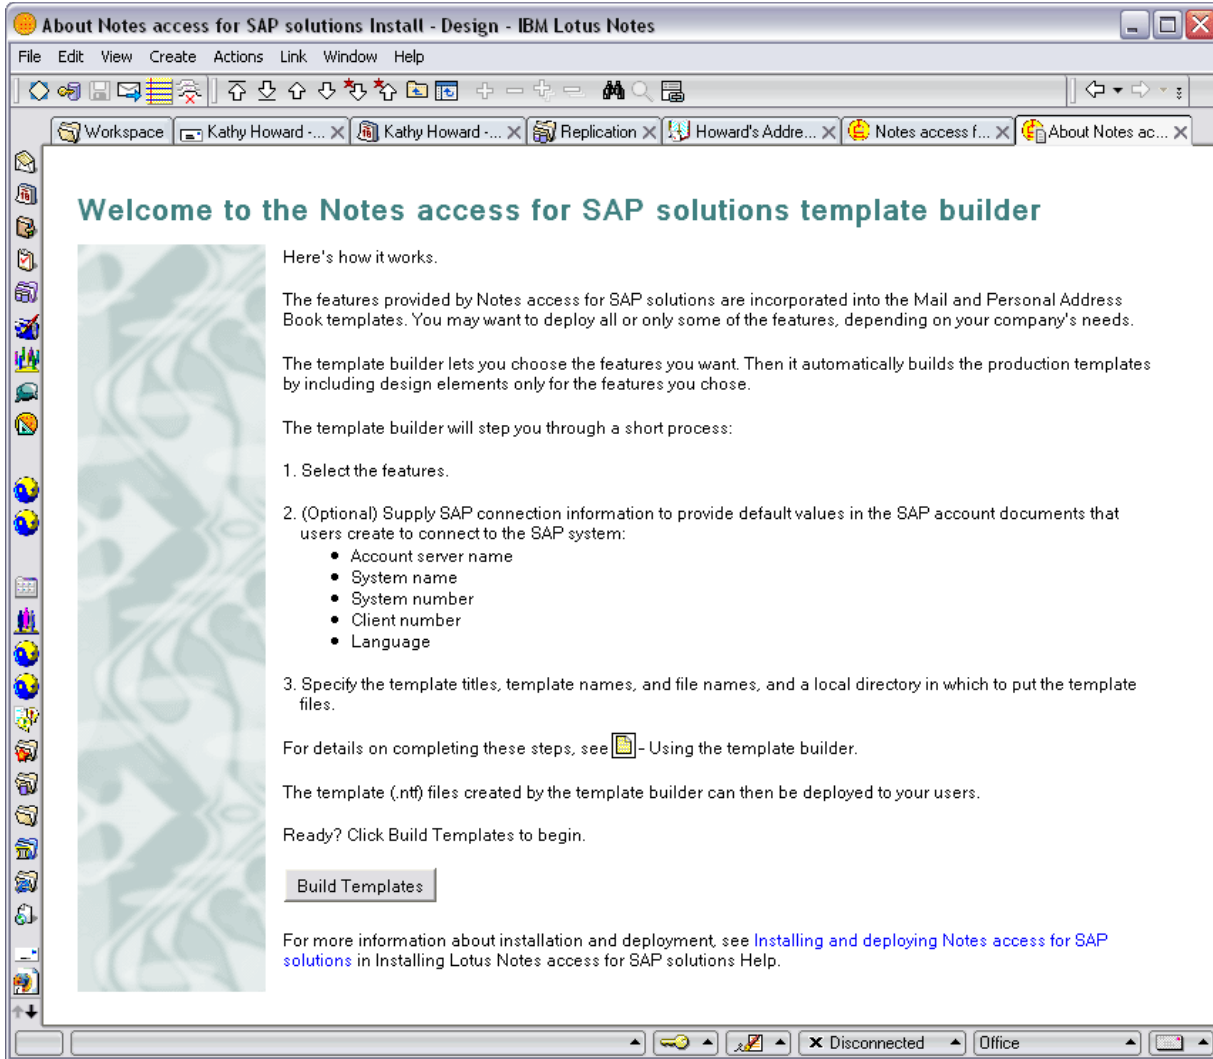 About Notes access for SAP solutions Install - Design - IBM Lotus Notes
File Edit View Create Actions Link Window Help
Workspace
Kathy Howard -...
Kathy Howard -...
Replication
Howard's Addre...
Notes access f...
About Notes ac...
Welcome to the Notes access for SAP solutions template builder
Here's how it works.
The features provided by Notes access for SAP solutions are incorporated into the Mail and Personal Address
Book templates. You may want to deploy all or only some of the features, depending on your company's needs.
The template builder lets you choose the features you want. Then it automatically builds the production templates
by including design elements only for the features you chose.
The template builder will step you through a short process:
1. Select the features.
2. (Optional) Supply SAP connection information to provide default values in the SAP account documents that
users create to connect to the SAP system:
• Account server name
• System name
• System number
• Client number
• Language
3. Specify the template titles, template names, and file names, and a local directory in which to put the template
files.
For details on completing these steps, see - Using the template builder.
The template (.ntf) files created by the template builder can then be deployed to your users.
Ready? Click Build Templates to begin.
Build Templates
For more information about installation and deployment, see Installing and deploying Notes access for SAP
solutions in Installing Lotus Notes access for SAP solutions Help.
Disconnected
Office